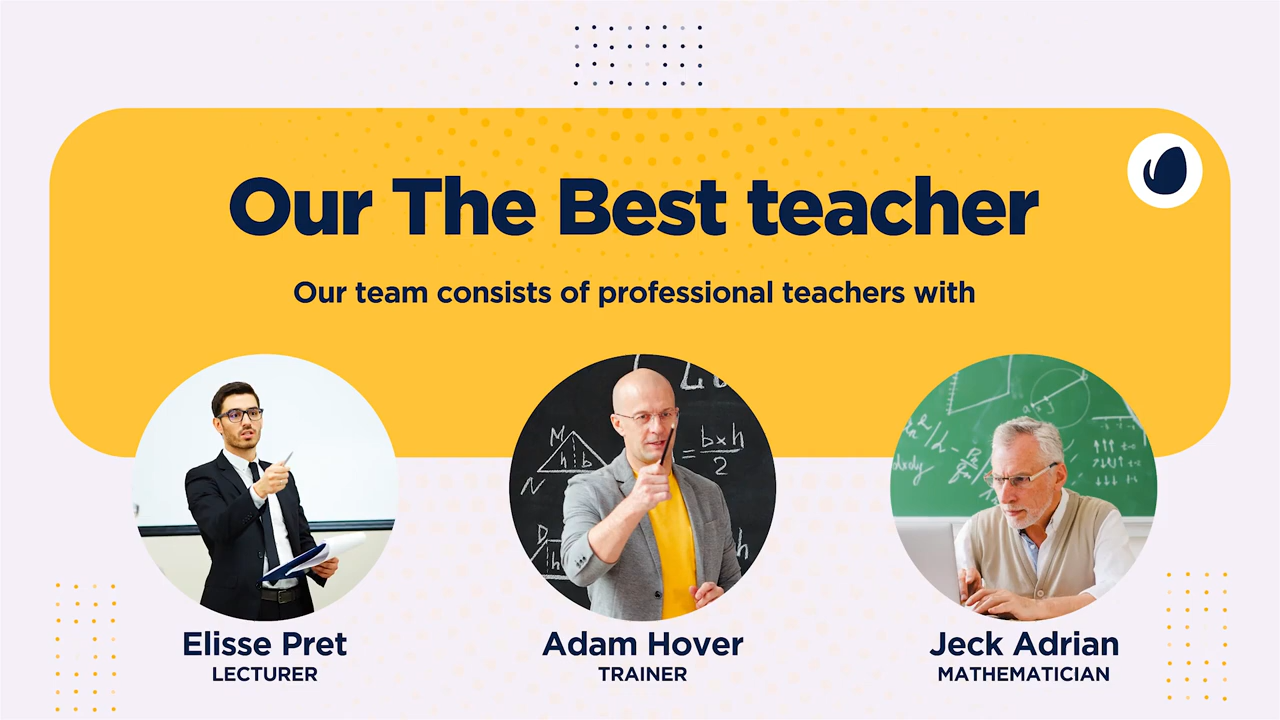 Our The Best teacher
Our team consists of professional teachers with
M
h b
N
= b x h
2
D
h
Elisse Pret
LECTURER
Adam Hover
TRAINER
Jeck Adrian
MATHEMATICIAN